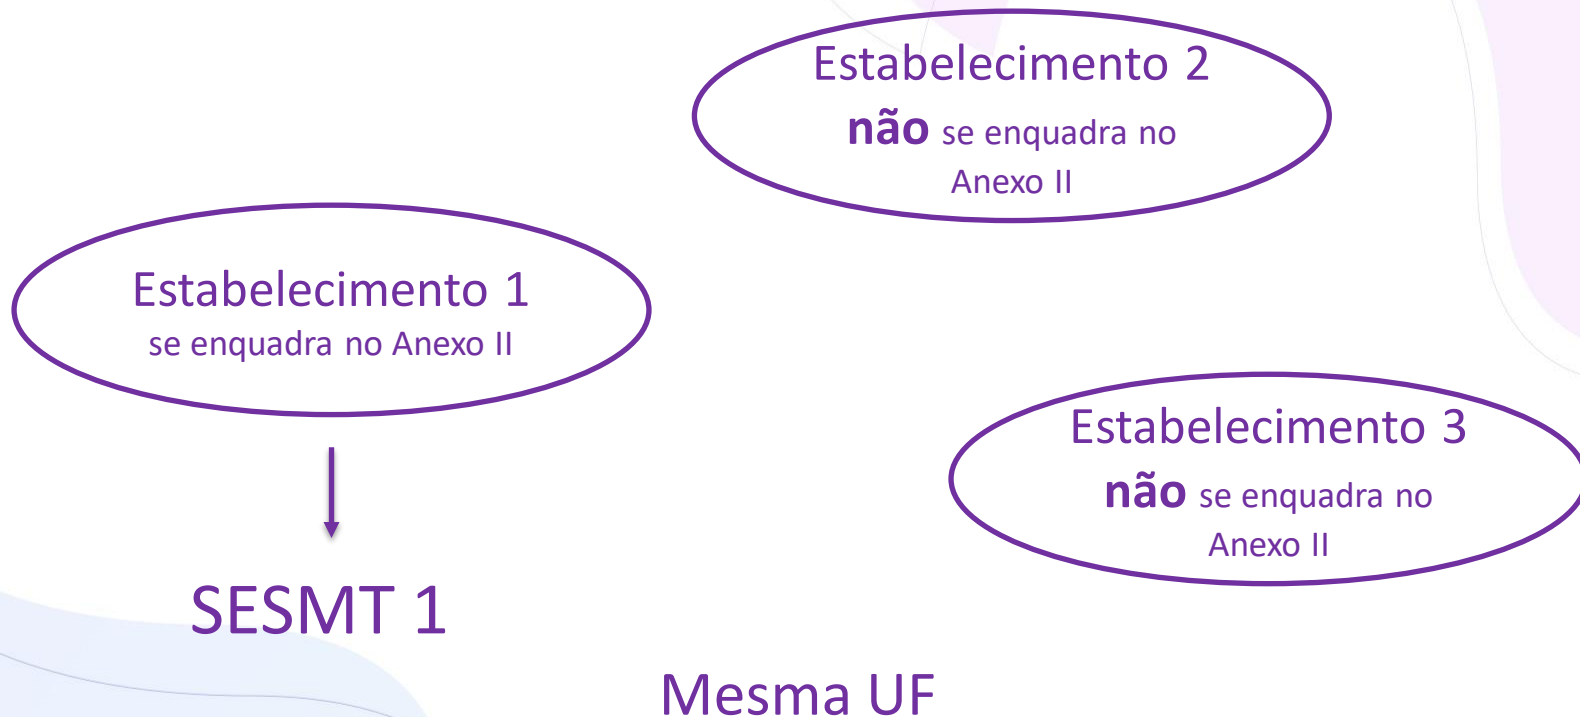 Estabelecimento 2
não se enquadra no
Anexo II
Estabelecimento 1
se enquadra no Anexo II
Estabelecimento 3
não se enquadra no
Anexo II
SESMT 1
Mesma UF